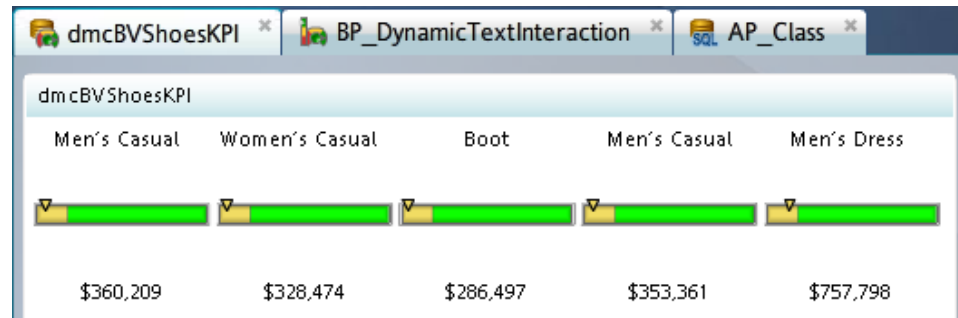 dmcBVShoesKPI BP_DynamicTextInteraction SQL AP_Class
dmcBVShoesKPI
Men's Casual Women's Casual Boot Men's Casual Men's Dress
$360,209 $328,474 $286,497 $353,361 $757,798